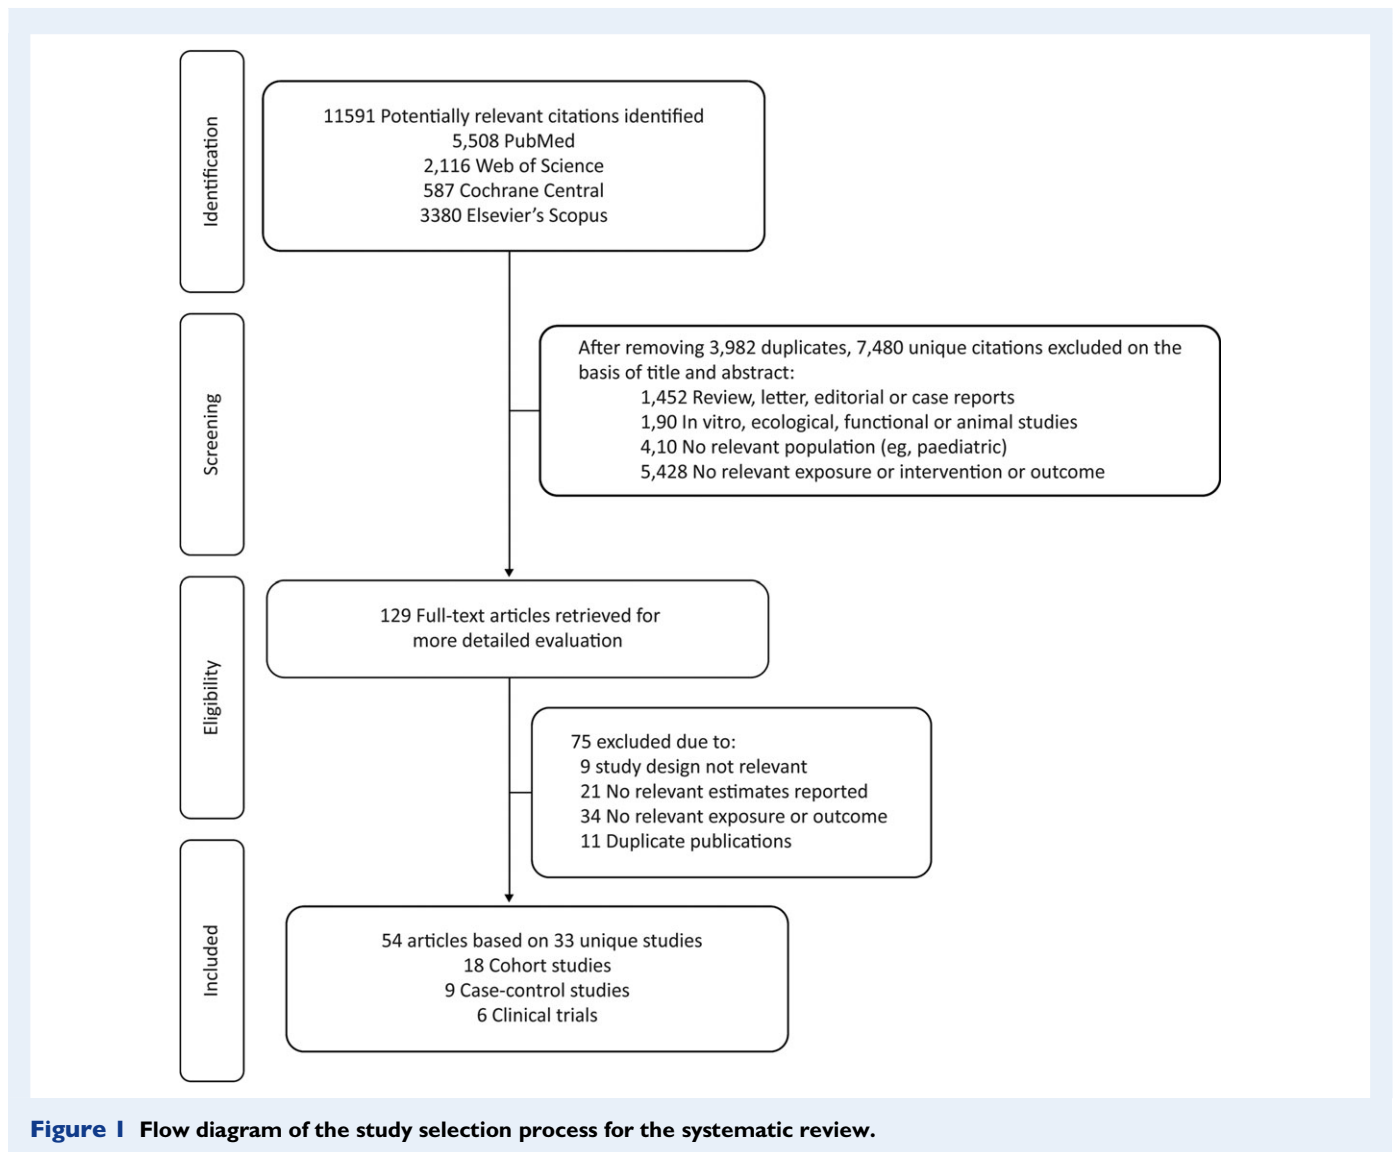 Identification
11591 Potentially relevant citations identified
5,508 PubMed
2,116 Web of Science
587 Cochrane Central
3380 Elsevier’s Scopus
Screening
After removing 3,982 duplicates, 7,480 unique citations excluded on the
basis of title and abstract:
1,452 Review, letter, editorial or case reports
1,90 In vitro, ecological, functional or animal studies
4,10 No relevant population (eg, paediatric)
5,428 No relevant exposure or intervention or outcome
Eligibility
129 Full-text articles retrieved for
more detailed evaluation
75 excluded due to:
9 study design not relevant
21 No relevant estimates reported
34 No relevant exposure or outcome
11 Duplicate publications
Included
54 articles based on 33 unique studies
18 Cohort studies
9 Case-control studies
6 Clinical trials
Figure 1 Flow diagram of the study selection process for the systematic review.